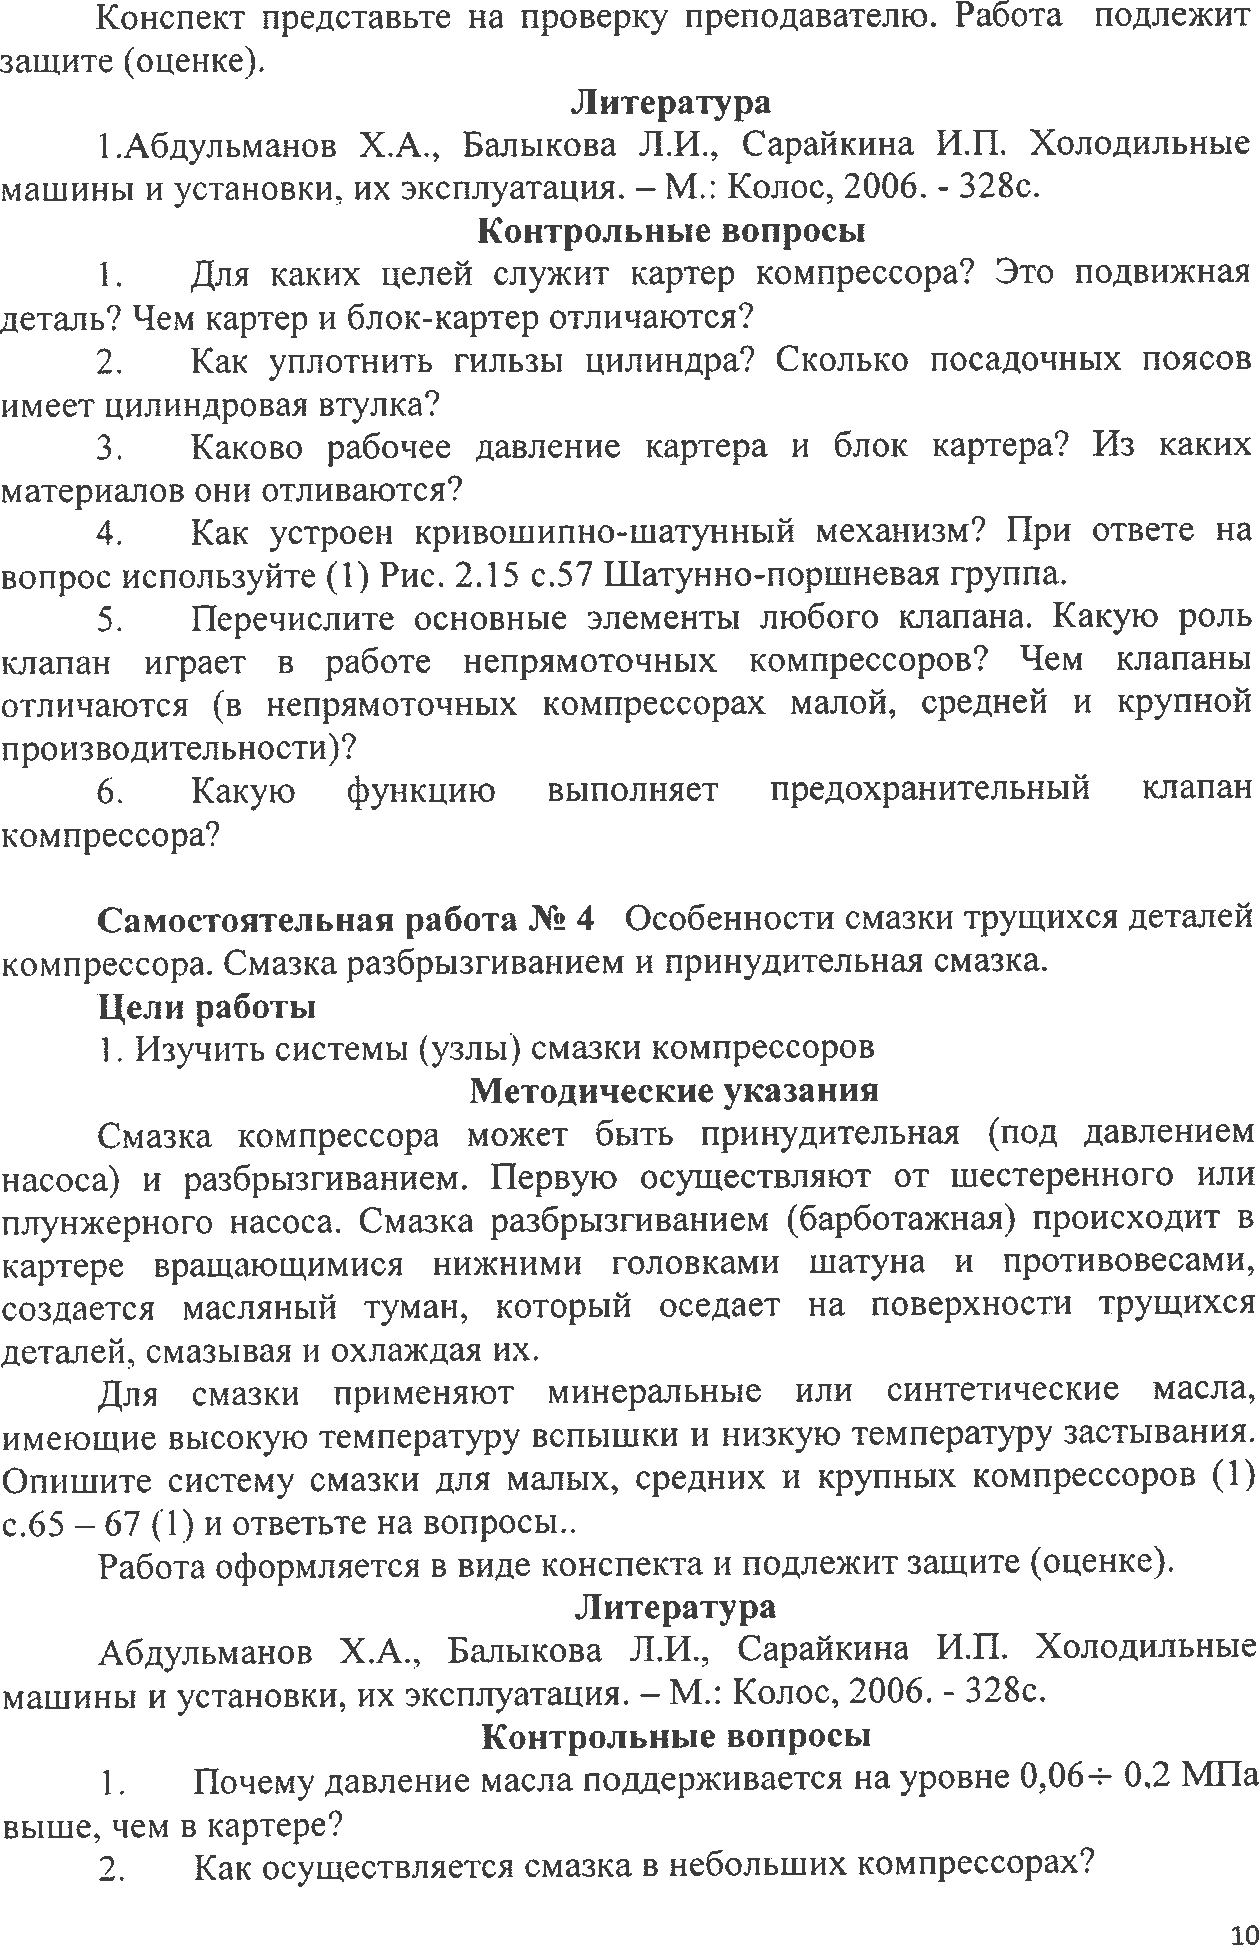 Конспект представьте на проверку преподавателю. Работа подлежит
защите (оценке).
Литература
1.Абдульманов Х.А., Балыкова Л.И., Сарайкина И.П. Холодильные
машины и установки, их эксплуатация. – М.: Колос, 2006. - 328с.
Контрольные вопросы
1. Для каких целей служит картер компрессора? Это подвижная
деталь? Чем картер и блок-картер отличаются?
2. Как уплотнить гильзы цилиндра? Сколько посадочных поясов
имеет цилиндровая втулка?
3. Каково рабочее давление картера и блок картера? Из каких
материалов они отливаются?
4. Как устроен кривошипно-шатунный механизм? При ответе на
вопрос используйте (1) Рис. 2.15 с.57 Шатунно-поршневая группа.
5. Перечислите основные элементы любого клапана. Какую роль
клапан играет в работе непрямоточных компрессоров? Чем клапаны
отличаются (в непрямоточных компрессорах малой, средней и крупной
производительности)?
6. Какую функцию выполняет предохранительный клапан
компрессора?
Самостоятельная работа № 4 Особенности смазки трущихся деталей
компрессора. Смазка разбрызгиванием и принудительная смазка.
Цели работы
1. Изучить системы (узлы) смазки компрессоров
Методические указания
Смазка компрессора может быть принудительная (под давлением
насоса) и разбрызгиванием. Первую осуществляют от шестеренного или
плунжерного насоса. Смазка разбрызгиванием (барботажная) происходит в
картере вращающимися нижними головками шатуна и противовесами,
создается масляный туман, который оседает на поверхности трущихся
деталей, смазывая и охлаждая их.
Для смазки применяют минеральные или синтетические масла,
имеющие высокую температуру вспышки и низкую температуру застывания.
Опишите систему смазки для малых, средних и крупных компрессоров (1)
с.65 – 67 (1) и ответьте на вопросы..
Работа оформляется в виде конспекта и подлежит защите (оценке).
Литература
Абдульманов Х.А., Балыкова Л.И., Сарайкина И.П. Холодильные
машины и установки, их эксплуатация. – М.: Колос, 2006. - 328с.
Контрольные вопросы
1. Почему давление масла поддерживается на уровне 0,06÷ 0,2 МПа
выше, чем в картере?
2. Как осуществляется смазка в небольших компрессорах?
10